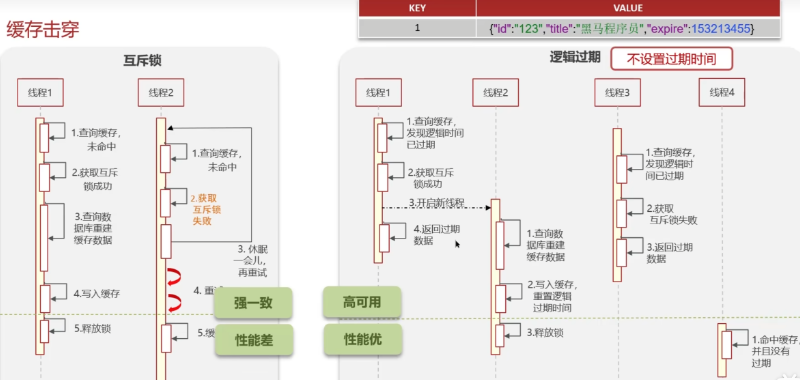 缓存击穿
KEY VALUE
1 {"id":"123","title":"黑马程序员","expire":153213455}
互斥锁
线程1
线程2
1.查询缓存，
未命中
2.获取互斥
锁成功
3.查询数
据库重建
缓存数据
4.写入缓存
5.释放锁
1.查询缓存，
未命中
2.获取
互斥锁
失败
3. 休眠
一会儿，
再重试
4. 重
5.缓
强一致
性能差
逻辑过期
不设置过期时间
线程1
线程2
线程3
线程4
1.查询缓存，
发现逻辑时间
已过期
2.获取互斥
锁成功
3.开启新线程
4.返回过期
数据
1.查询数
据库重建
缓存数据
2.写入缓存，
重置逻辑
过期时间
3.释放锁
1.查询缓存，
发现逻辑时
间已过期
2.获取
互斥锁失败
3.返回过期
数据
1.命中缓存，
并且没有
过期
高可用
性能优